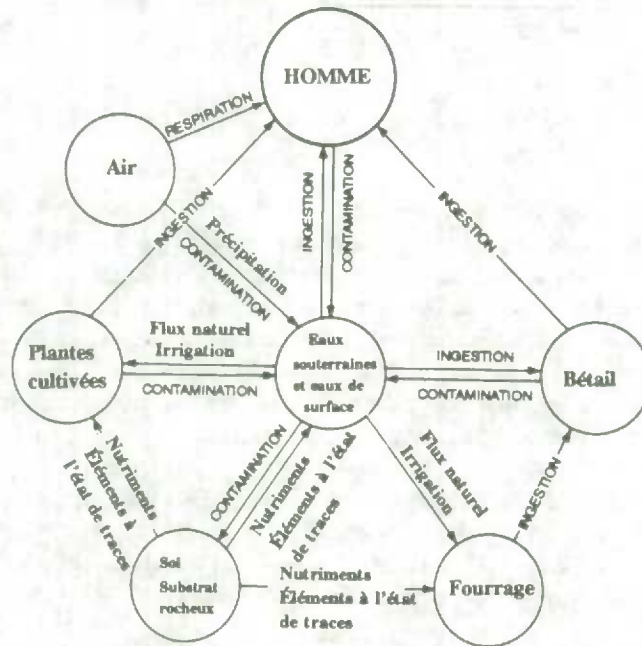 HOMME
RESPIRATION
Air
INGESTION
Précipitation
CONTAMINATION
INGESTION
CONTAMINATION
INGESTION
Plantes
cultivées
Flux naturel
Irrigation
CONTAMINATION
Eaux
souterraines
et eaux de
surface
INGESTION
CONTAMINATION
Bétail
Nutriments
Éléments à
l'état de traces
CONTAMINATION
Nutriments
Éléments à l'état
de traces
Flux naturel
Irrigation
INGESTION
Sol
Substrat
rocheux
Nutriments
Éléments à l'état
de traces
Fourrage